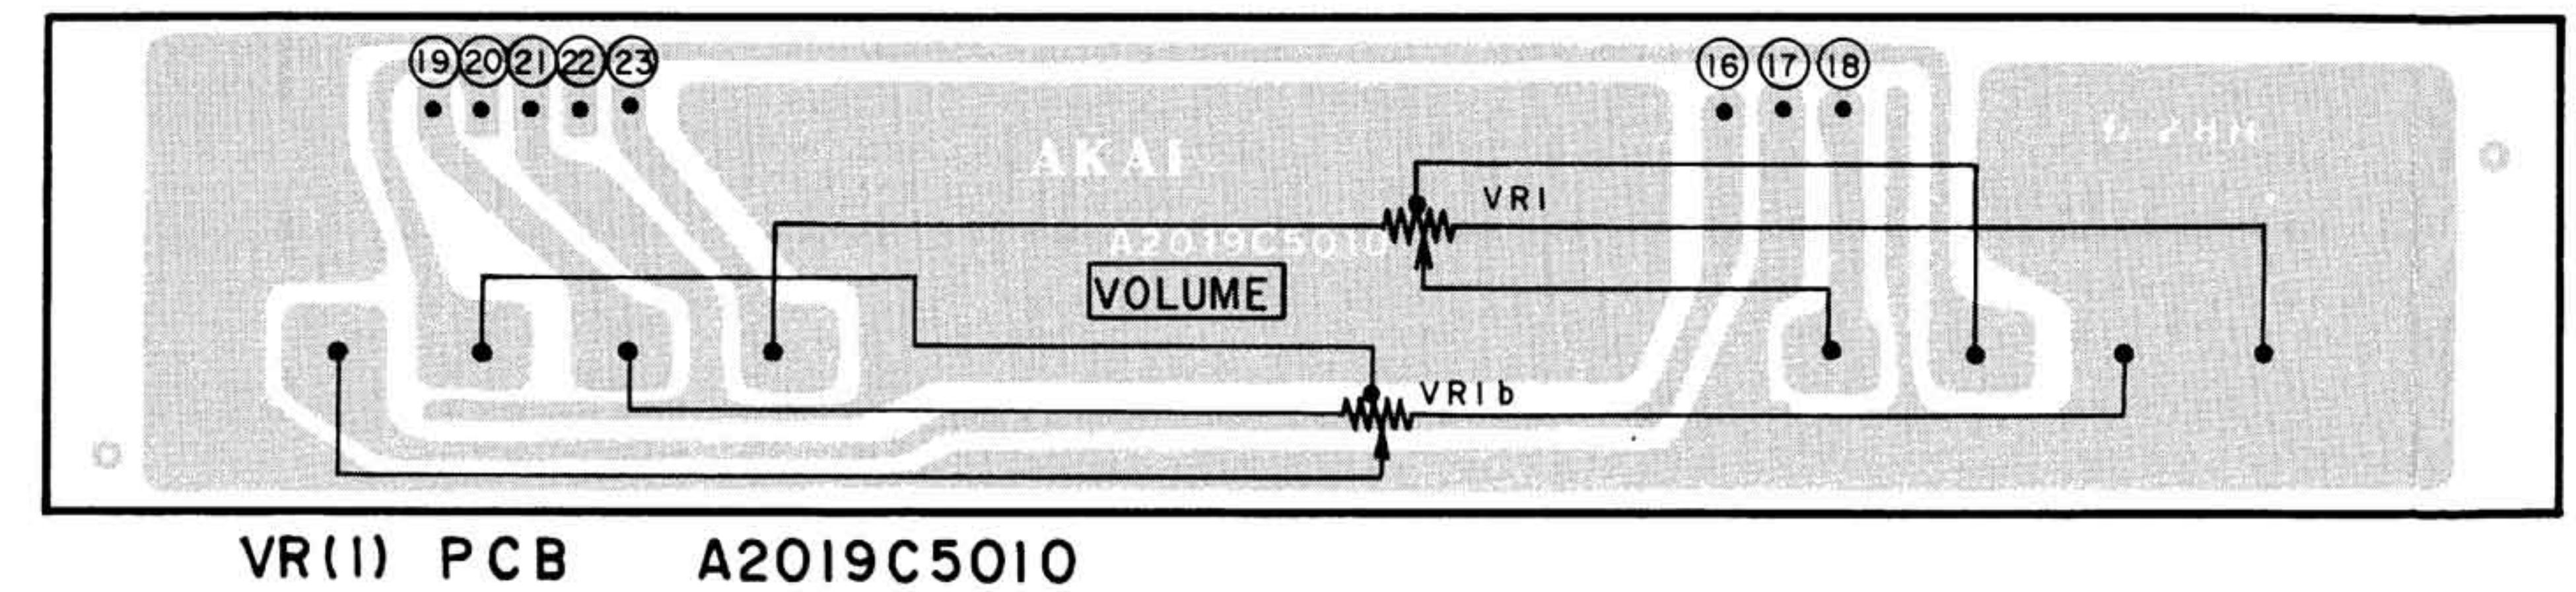 19 20 21 22 23 16 17 18
AKAI
VR1
A2019C5010
VOLUME
VR1b
VR(1) PCB A2019C5010